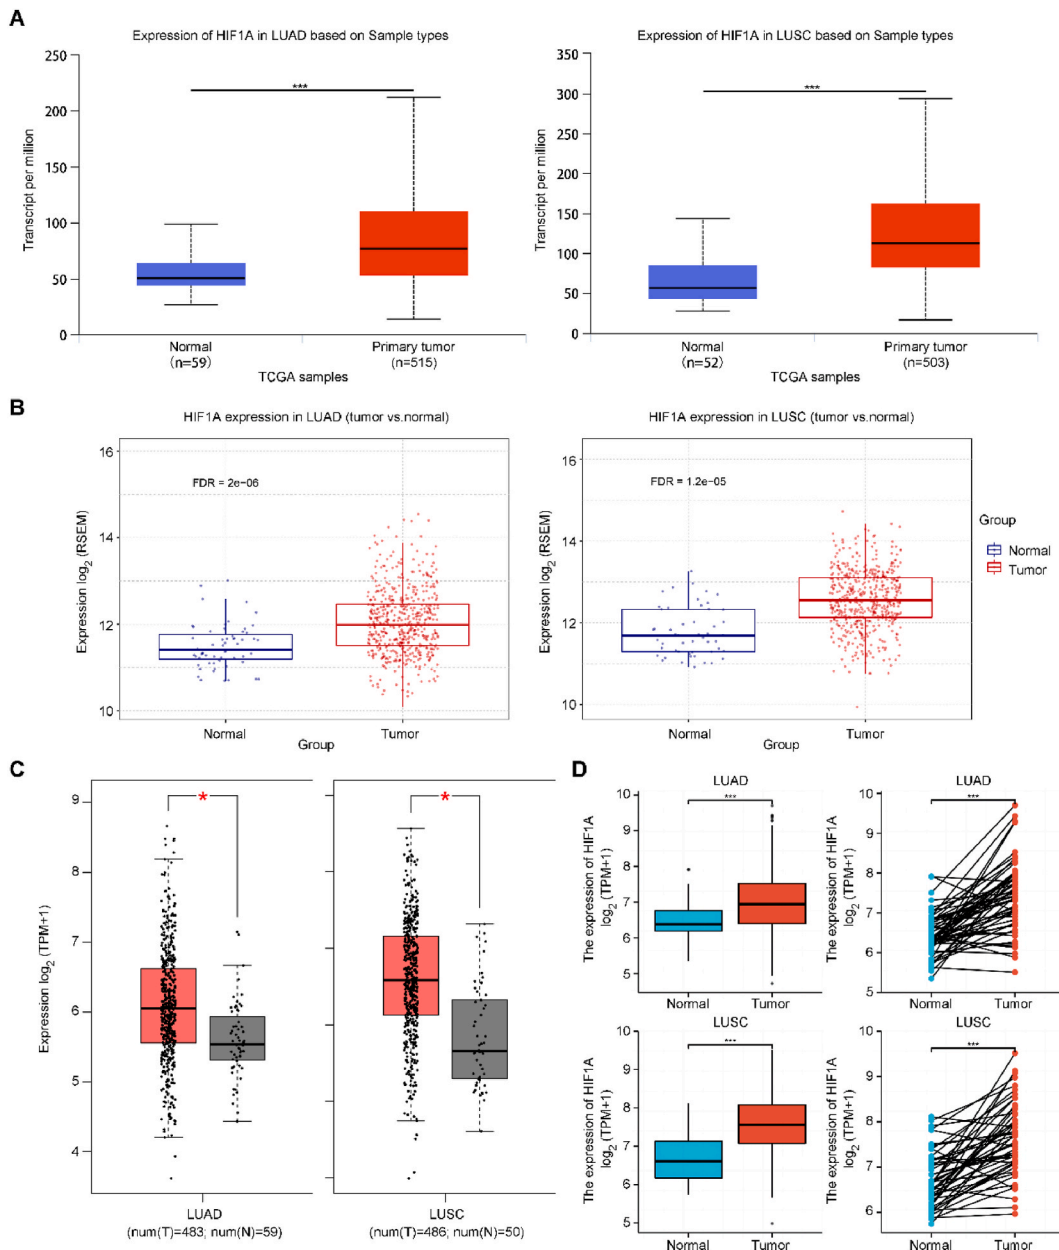 A
Expression of HIF1A in LUAD based on Sample types
Transcript per million
250
200
150
100
50
0
***
Normal
(n=59)
Primary tumor
(n=515)
TCGA samples
Expression of HIF1A in LUSC based on Sample types
Transcript per million
350
300
250
200
150
100
50
0
***
Normal
(n=52)
Primary tumor
(n=503)
TCGA samples
B
HIF1A expression in LUAD (tumor vs.normal)
Expression log2 (RSEM)
16
14
12
10
FDR = 2e−06
Normal
Tumor
Group
HIF1A expression in LUSC (tumor vs.normal)
Expression log2 (RSEM)
16
14
12
10
FDR = 1.2e−05
Normal
Tumor
Group
Group
Normal
Tumor
C
Expression log2 (TPM+1)
9
8
7
6
5
4
*
*
LUAD
(num(T)=483; num(N)=59)
LUSC
(num(T)=486; num(N)=50)
D
LUAD
The expression of HIF1A
log2 (TPM+1)
10
9
8
7
6
5
***
Normal
Tumor
LUAD
The expression of HIF1A
log2 (TPM+1)
10
9
8
7
6
5
***
Normal
Tumor
LUSC
The expression of HIF1A
log2 (TPM+1)
10
9
8
7
6
5
***
Normal
Tumor
LUSC
The expression of HIF1A
log2 (TPM+1)
10
9
8
7
6
***
Normal
Tumor